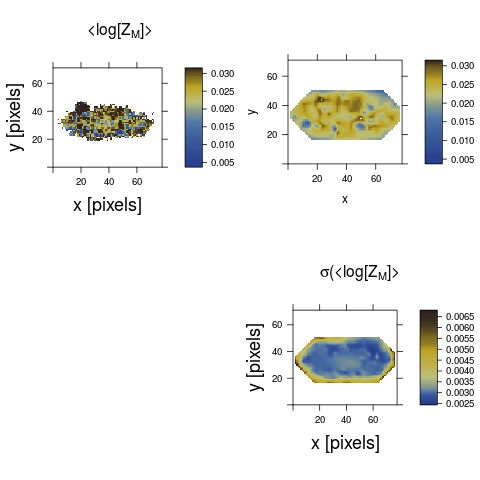 <log[Z_M]>
60
40
20
20 40 60
y [pixels]
x [pixels]
0.030
0.025
0.020
0.015
0.010
0.005
60
40
20
20 40 60
y
x
0.030
0.025
0.020
0.015
0.010
0.005
σ(<log[Z_M]>
60
40
20
20 40 60
y [pixels]
x [pixels]
0.0065
0.0060
0.0055
0.0050
0.0045
0.0040
0.0035
0.0030
0.0025